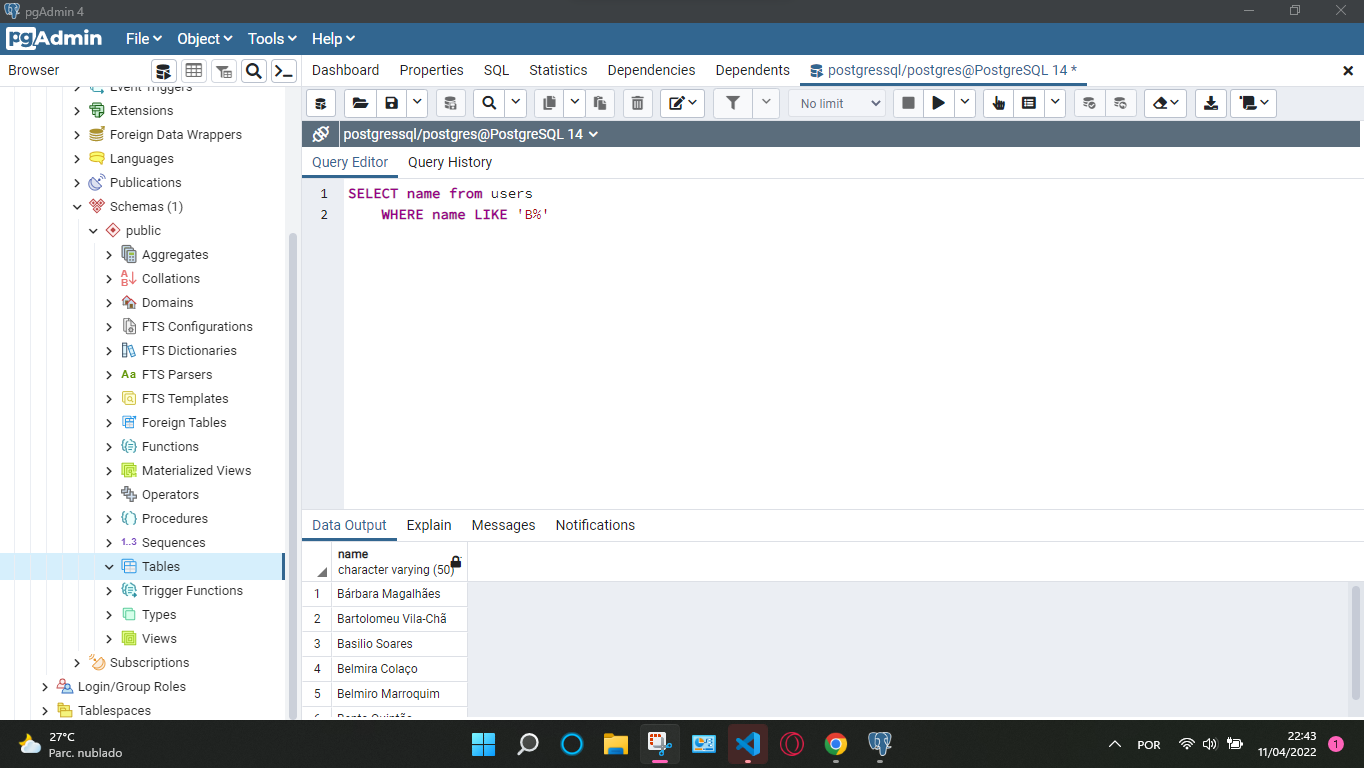 pgAdmin 4
pgAdmin
File Object Tools Help
Browser
Dashboard Properties SQL Statistics Dependencies Dependents postgressql/postgres@PostgreSQL 14 *
No limit
postgressql/postgres@PostgreSQL 14
Query Editor Query History
1 SELECT name from users
2 WHERE name LIKE 'B%'
Event Triggers
Extensions
Foreign Data Wrappers
Languages
Publications
Schemas (1)
public
Aggregates
Collations
Domains
FTS Configurations
FTS Dictionaries
Aa FTS Parsers
FTS Templates
Foreign Tables
Functions
Materialized Views
Operators
Procedures
1..3 Sequences
Tables
Trigger Functions
Types
Views
Subscriptions
Login/Group Roles
Tablespaces
Data Output Explain Messages Notifications
name
character varying (50)
1 Bárbara Magalhães
2 Bartolomeu Vila-Chã
3 Basilio Soares
4 Belmira Colaço
5 Belmiro Marroquim
27°C
Parc. nublado
POR
22:43
11/04/2022
1